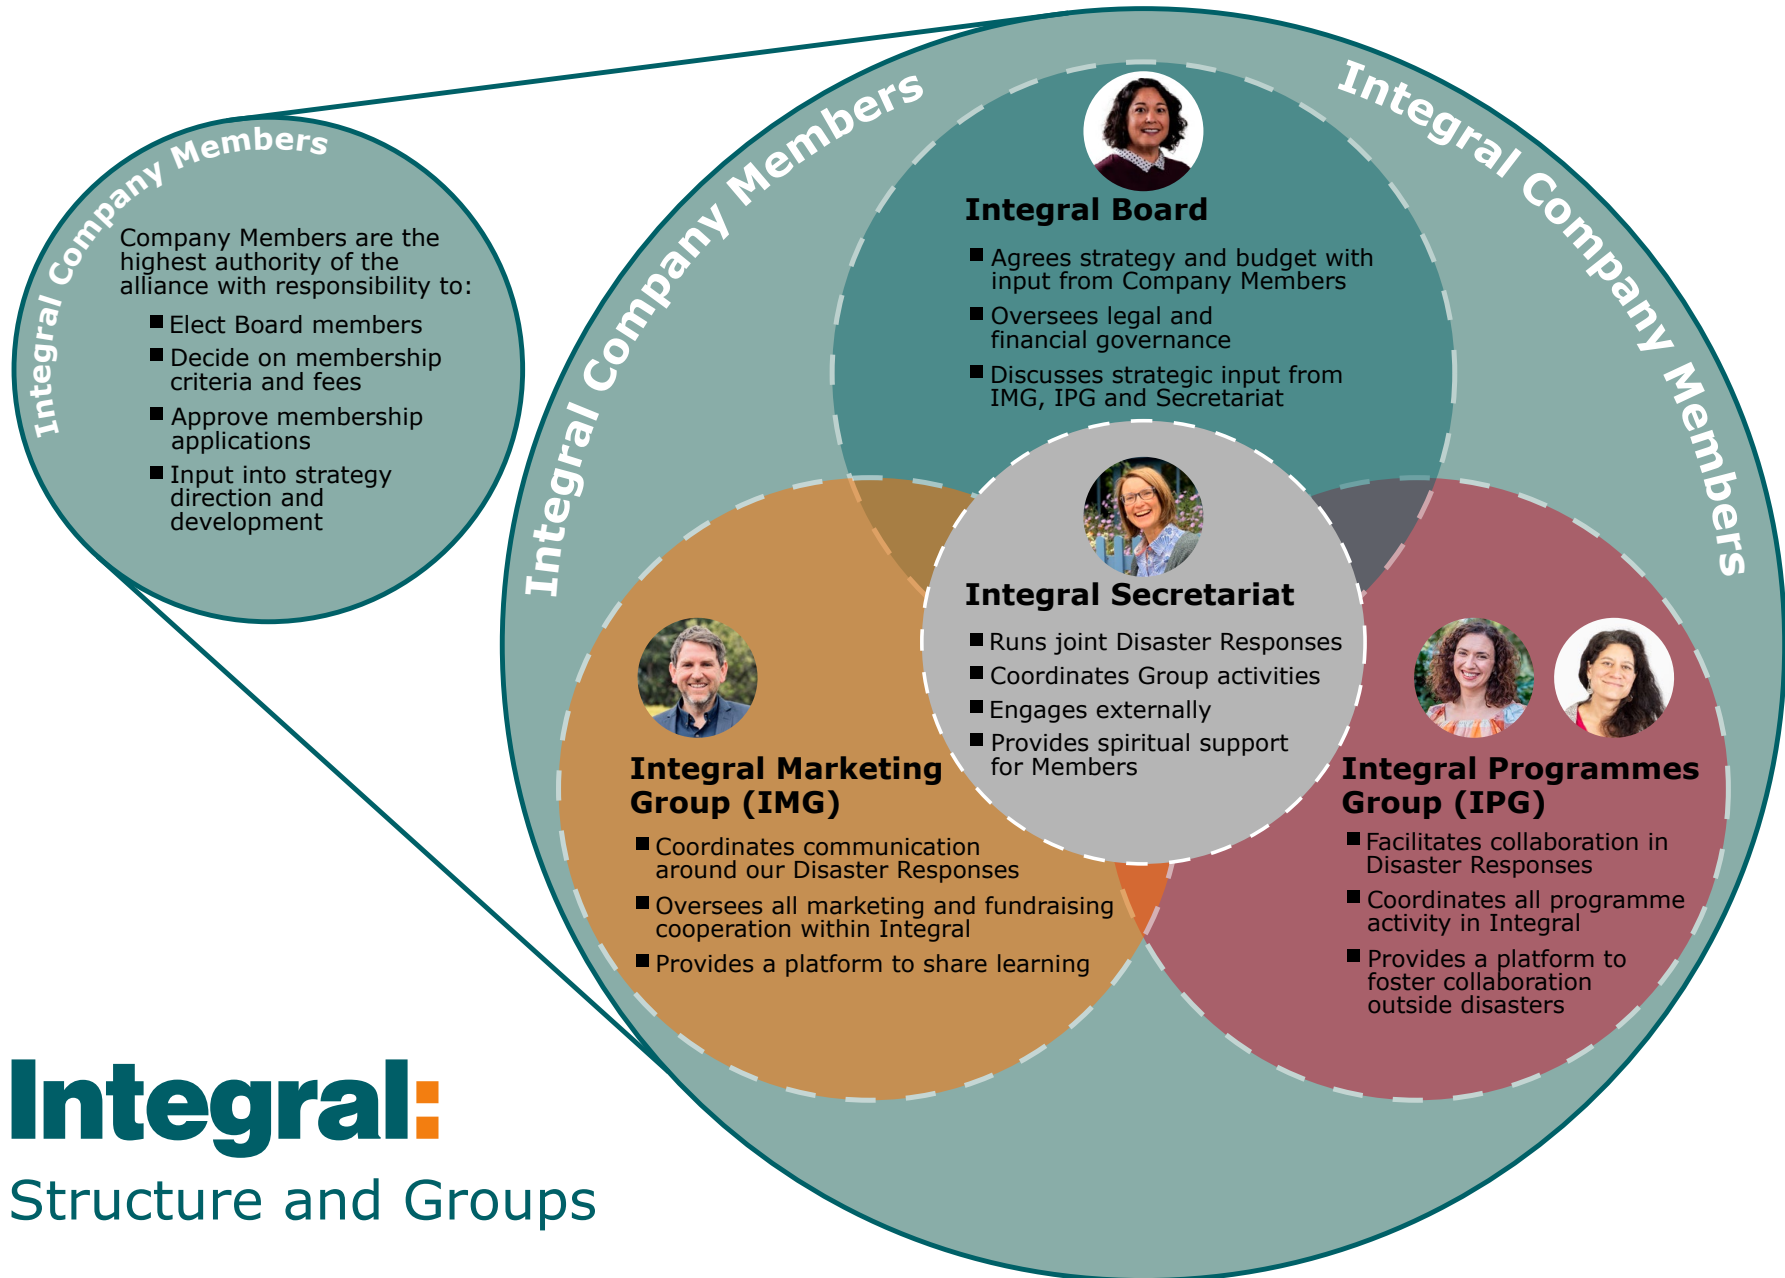 Integral Company Members
Company Members are the
highest authority of the
alliance with responsibility to:
■ Elect Board members
■ Decide on membership
criteria and fees
■ Approve membership
applications
■ Input into strategy
direction and
development
Integral Company Members
Integral Company Members
Integral Board
■ Agrees strategy and budget with
input from Company Members
■ Oversees legal and
financial governance
■ Discusses strategic input from
IMG, IPG and Secretariat
Integral Secretariat
■ Runs joint Disaster Responses
■ Coordinates Group activities
■ Engages externally
■ Provides spiritual support
for Members
Integral Marketing
Group (IMG)
■ Coordinates communication
around our Disaster Responses
■ Oversees all marketing and fundraising
cooperation within Integral
■ Provides a platform to share learning
Integral Programmes
Group (IPG)
■ Facilitates collaboration in
Disaster Responses
■ Coordinates all programme
activity in Integral
■ Provides a platform to
foster collaboration
outside disasters
Integral:
Structure and Groups